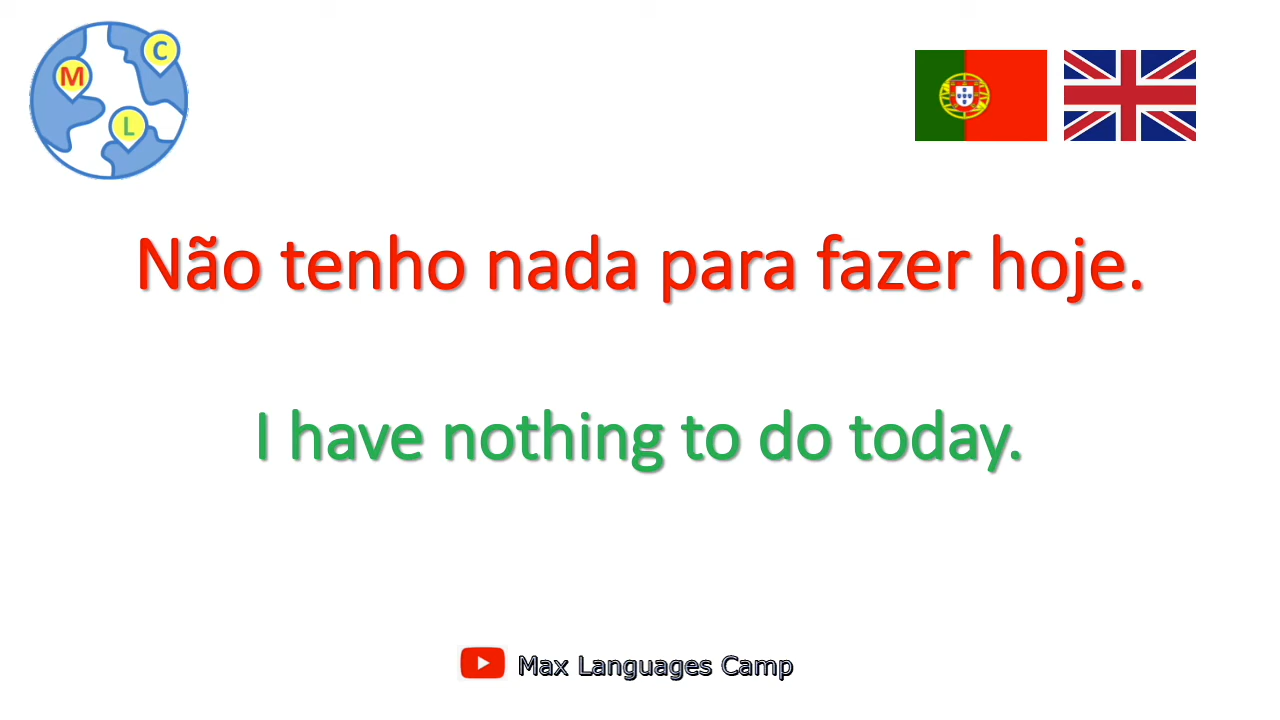 C
M
L
Não tenho nada para fazer hoje.
I have nothing to do today.
Max Languages Camp